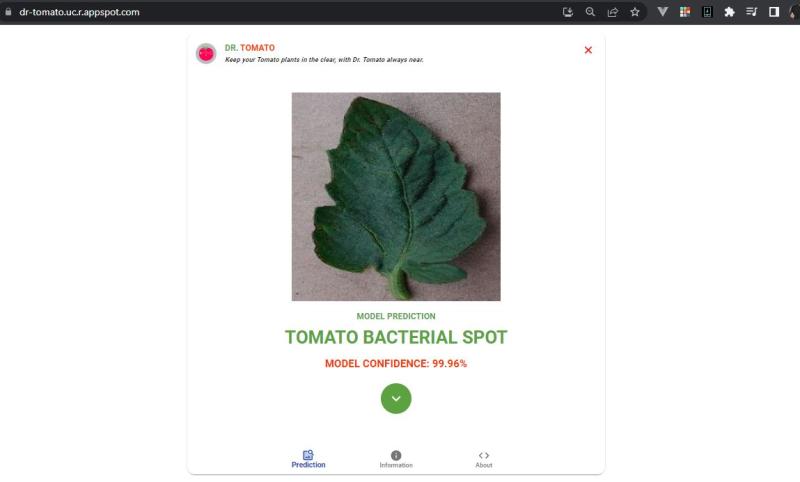 dr-tomato.uc.r.appspot.com
DR. TOMATO
Keep your Tomato plants in the clear, with Dr. Tomato always near.
MODEL PREDICTION
TOMATO BACTERIAL SPOT
MODEL CONFIDENCE: 99.96%
Prediction Information About